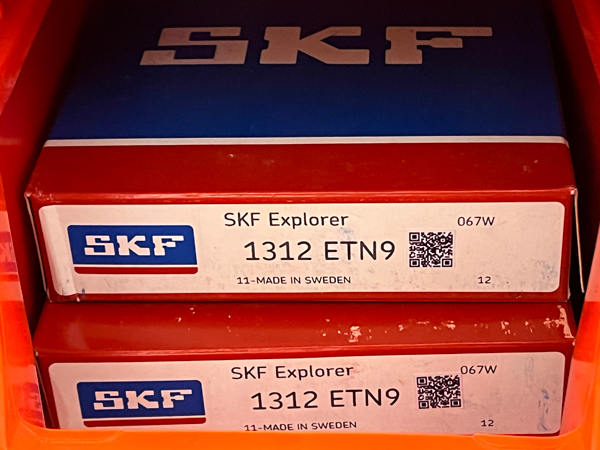 SKF
SKF Explorer
067W
SKF
1312 ETN9
11-MADE IN SWEDEN
12
SKF Explorer
067W
SKF
1312 ETN9
11-MADE IN SWEDEN
12